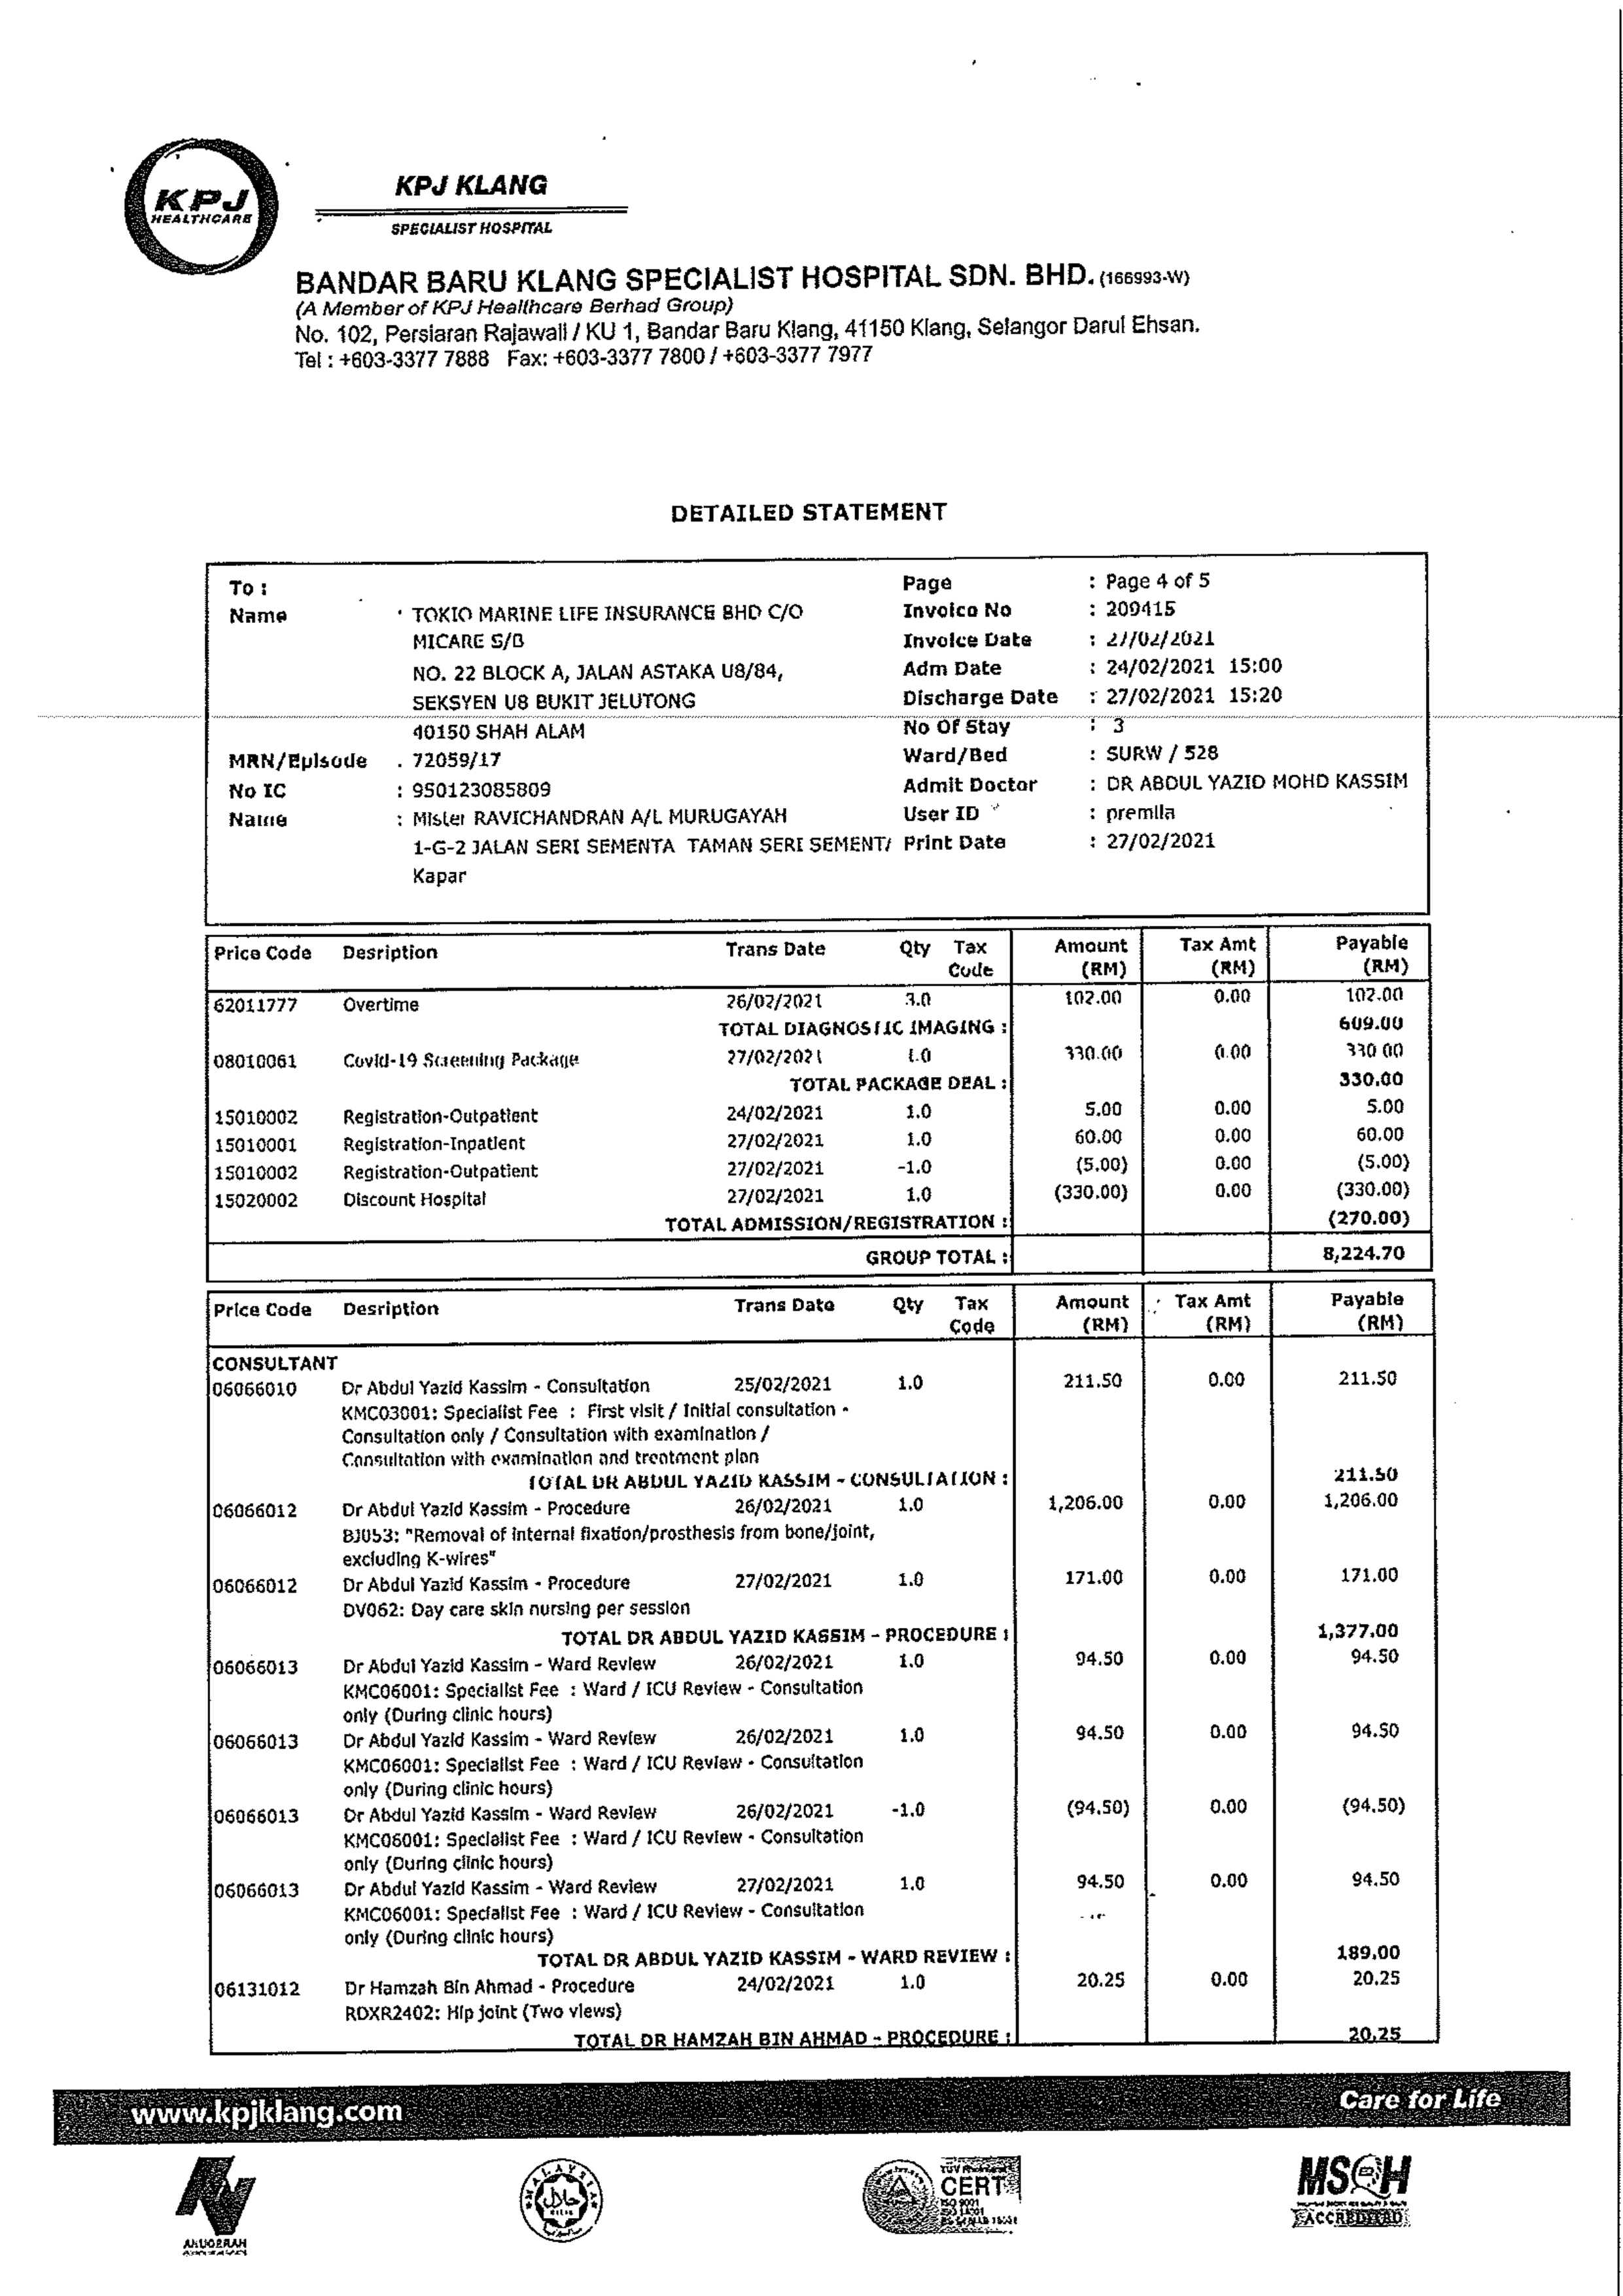 KPJ
HEALTHCARE
KPJ KLANG
SPECIALIST HOSPITAL
BANDAR BARU KLANG SPECIALIST HOSPITAL SDN. BHD. (166993-W)
(A Member of KPJ Healthcare Berhad Group)
No. 102, Persiaran Rajawali / KU 1, Bandar Baru Klang, 41150 Klang, Selangor Darul Ehsan.
Tel : +603-3377 7888 Fax: +603-3377 7800 / +603-3377 7977
DETAILED STATEMENT
To : Page : Page 4 of 5
Name : TOKIO MARINE LIFE INSURANCE BHD C/O Invoice No : 209415
MICARE S/B Invoice Date : 27/02/2021
NO. 22 BLOCK A, JALAN ASTAKA U8/84, Adm Date : 24/02/2021 15:00
SEKSYEN U8 BUKIT JELUTONG Discharge Date : 27/02/2021 15:20
40150 SHAH ALAM No Of Stay : 3
MRN/Episode : 72059/17 Ward/Bed : SURW / 528
No IC : 950123085809 Admit Doctor : DR ABDUL YAZID MOHD KASSIM
Name : Mister RAVICHANDRAN A/L MURUGAYAH User ID : premila
1-G-2 JALAN SERI SEMENTA TAMAN SERI SEMENT/ Print Date : 27/02/2021
Kapar
Price Code Desription Trans Date Qty Tax Amount Tax Amt Payable
Code (RM) (RM) (RM)
62011777 Overtime 26/02/2021 3.0 102.00 0.00 102.00
TOTAL DIAGNOSTIC IMAGING : 609.00
08010061 Covid-19 Screening Package 27/02/2021 1.0 330.00 0.00 330.00
TOTAL PACKAGE DEAL : 330.00
15010002 Registration-Outpatient 24/02/2021 1.0 5.00 0.00 5.00
15010001 Registration-Inpatient 27/02/2021 1.0 60.00 0.00 60.00
15010002 Registration-Outpatient 27/02/2021 -1.0 (5.00) 0.00 (5.00)
15020002 Discount Hospital 27/02/2021 1.0 (330.00) 0.00 (330.00)
TOTAL ADMISSION/REGISTRATION : (270.00)
GROUP TOTAL : 8,224.70
Price Code Desription Trans Date Qty Tax Amount Tax Amt Payable
Code (RM) (RM) (RM)
CONSULTANT
06066010 Dr Abdul Yazid Kassim - Consultation 25/02/2021 1.0 211.50 0.00 211.50
KMC03001: Specialist Fee : First visit / Initial consultation -
Consultation only / Consultation with examination /
Consultation with examination and treatment plan
TOTAL DR ABDUL YAZID KASSIM - CONSULTATION : 211.50
06066012 Dr Abdul Yazid Kassim - Procedure 26/02/2021 1.0 1,206.00 0.00 1,206.00
BJ053: "Removal of internal fixation/prosthesis from bone/joint,
excluding K-wires"
06066012 Dr Abdul Yazid Kassim - Procedure 27/02/2021 1.0 171.00 0.00 171.00
DV062: Day care skin nursing per session
TOTAL DR ABDUL YAZID KASSIM - PROCEDURE : 1,377.00
06066013 Dr Abdul Yazid Kassim - Ward Review 26/02/2021 1.0 94.50 0.00 94.50
KMC06001: Specialist Fee : Ward / ICU Review - Consultation
only (During clinic hours)
06066013 Dr Abdul Yazid Kassim - Ward Review 26/02/2021 1.0 94.50 0.00 94.50
KMC06001: Specialist Fee : Ward / ICU Review - Consultation
only (During clinic hours)
06066013 Dr Abdul Yazid Kassim - Ward Review 26/02/2021 -1.0 (94.50) 0.00 (94.50)
KMC06001: Specialist Fee : Ward / ICU Review - Consultation
only (During clinic hours)
06066013 Dr Abdul Yazid Kassim - Ward Review 27/02/2021 1.0 94.50 0.00 94.50
KMC06001: Specialist Fee : Ward / ICU Review - Consultation
only (During clinic hours)
TOTAL DR ABDUL YAZID KASSIM - WARD REVIEW : 189.00
06131012 Dr Hamzah Bin Ahmad - Procedure 24/02/2021 1.0 20.25 0.00 20.25
RDXR2402: Hip joint (Two views)
TOTAL DR HAMZAH BIN AHMAD - PROCEDURE : 20.25
www.kpjklang.com Care for Life
ANUGERAH
MALAYSIA
حلال
CERT
ISO 9001
MSQH
ACCREDITED